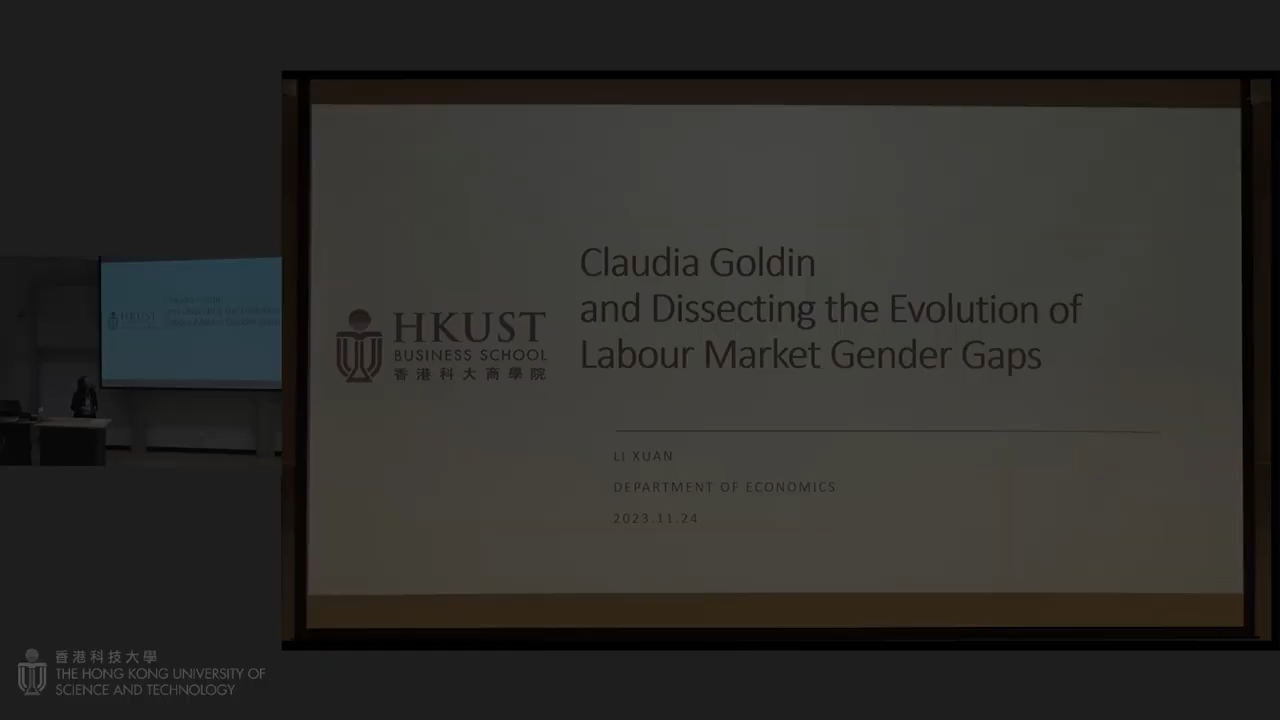 Claudia Goldin
and Dissecting the Evolution of
Labour Market Gender Gaps
HKUST
BUSINESS SCHOOL
香港科大商學院
LI XUAN
DEPARTMENT OF ECONOMICS
2023.11.24
HKUST
香港科技大學
THE HONG KONG UNIVERSITY OF
SCIENCE AND TECHNOLOGY